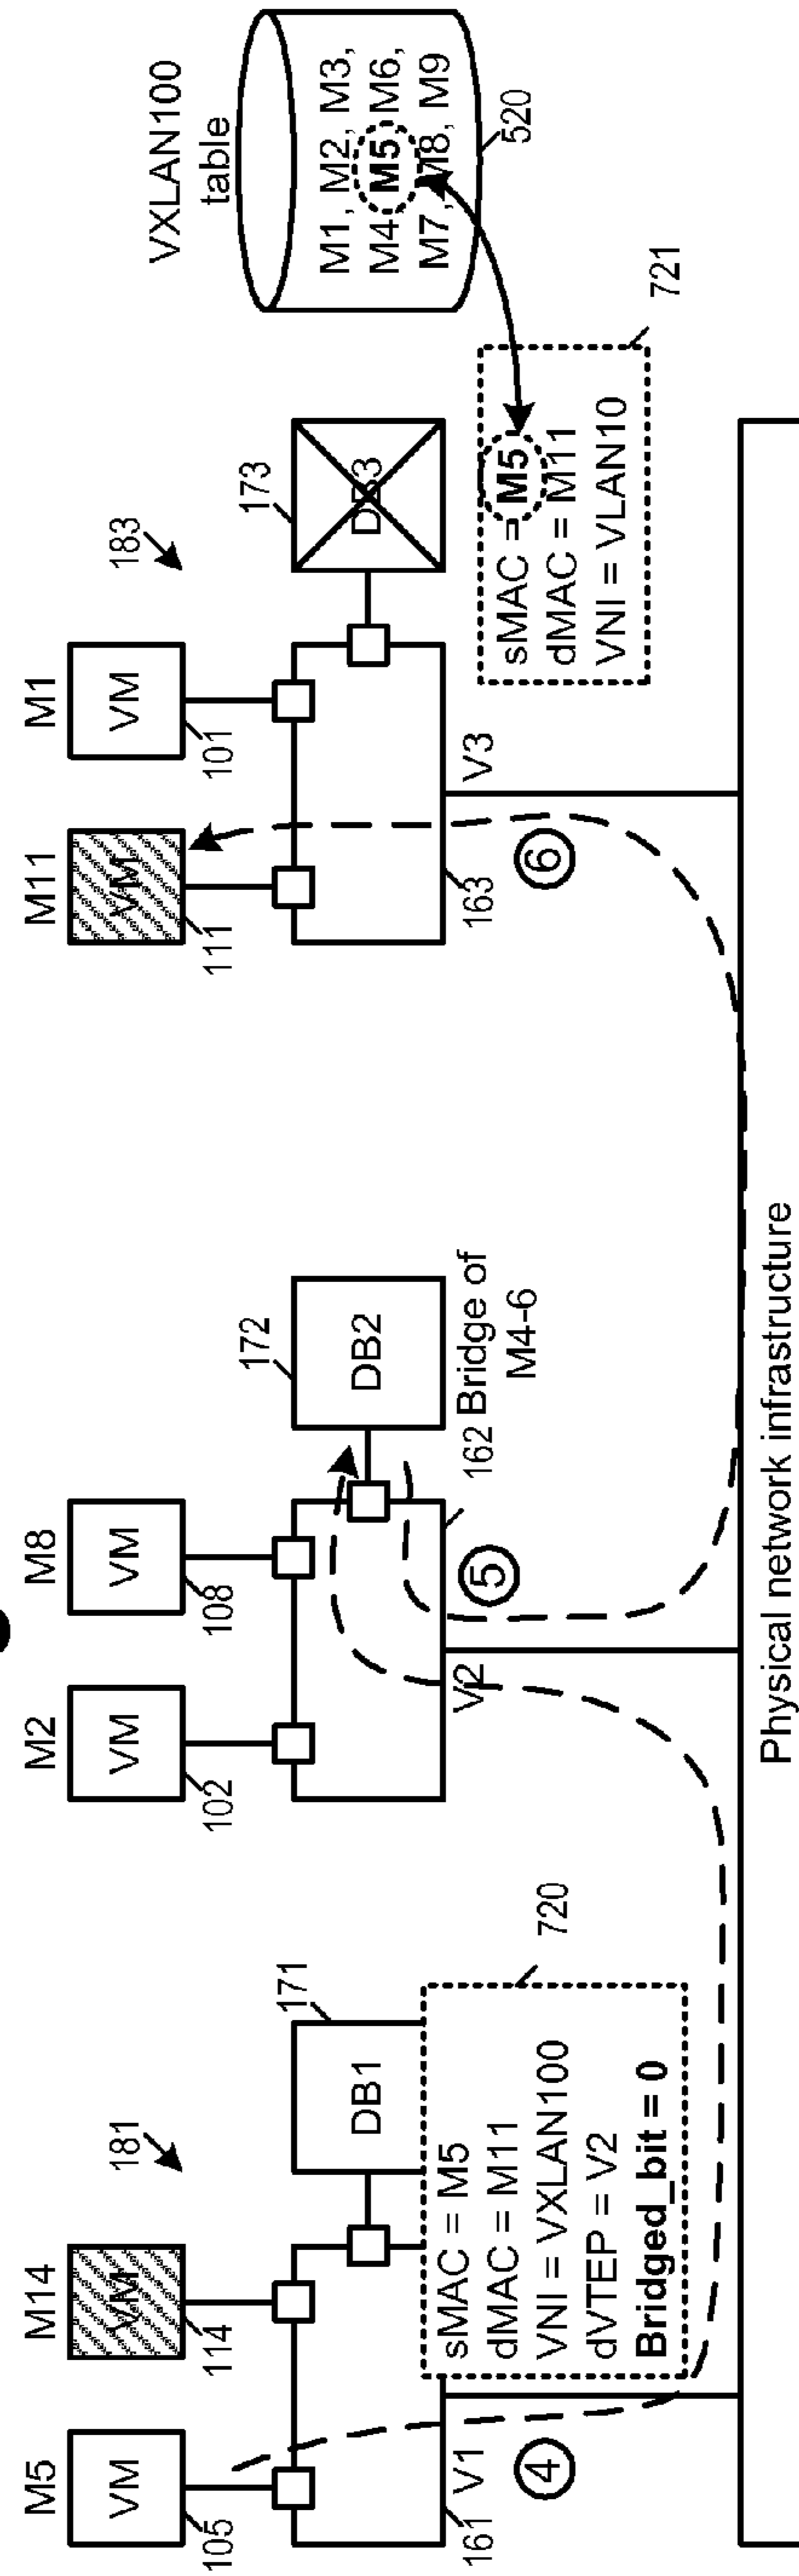 M5
VM
105
M14
VM
114
181
DB1
171
V1
161
4
sMAC = M5
dMAC = M11
VNI = VXLAN100
dVTEP = V2
Bridged_bit = 0
720
M2
VM
102
M8
VM
108
DB2
172
V2
5
162 Bridge of
M4-6
M11
VM
111
M1
VM
101
183
173
DB3
163
V3
6
sMAC = M5
dMAC = M11
VNI = VLAN10
721
VXLAN100
table
M1, M2, M3,
M4, M5, M6,
M7, M8, M9
520
Physical network infrastructure